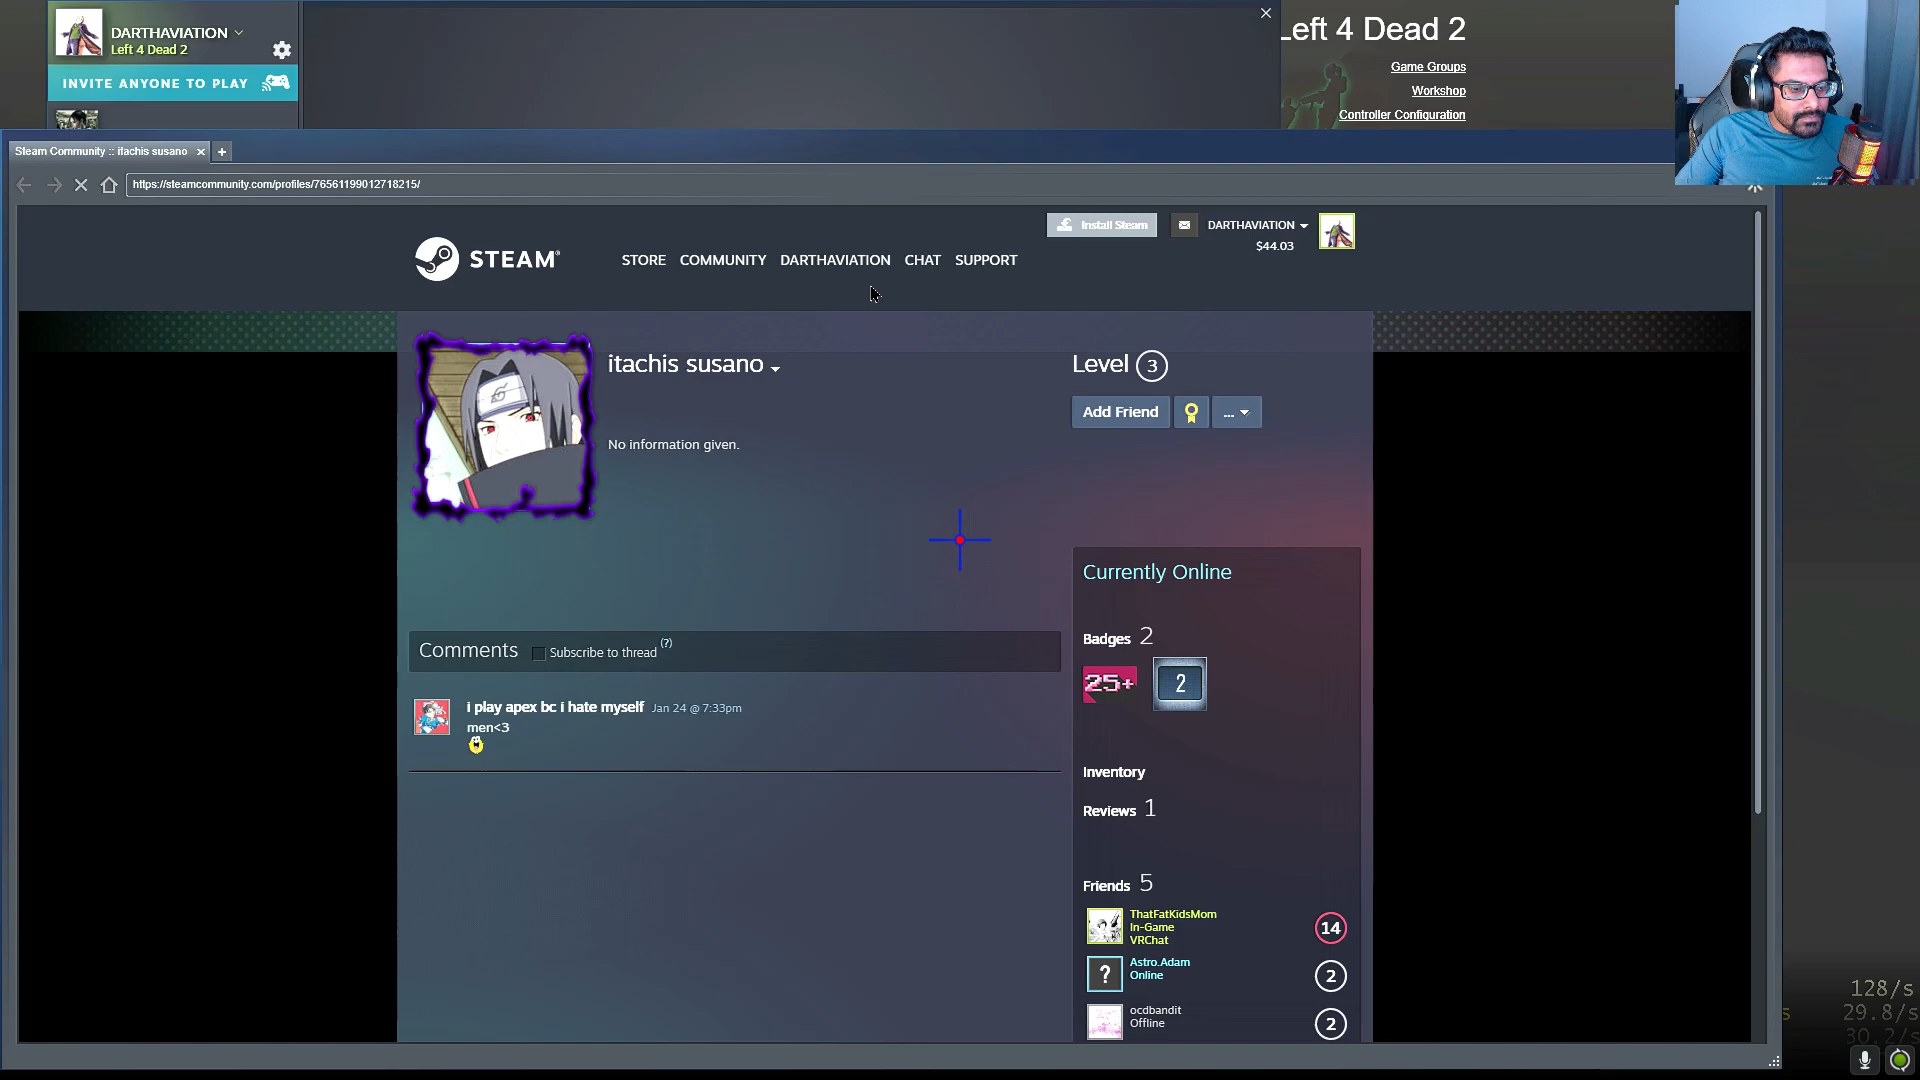 DARTHAVIATION
Left 4 Dead 2
INVITE ANYONE TO PLAY
Left 4 Dead 2
Game Groups
Workshop
Controller Configuration
Steam Community :: itachis susano
https://steamcommunity.com/profiles/76561199012718215/
Install Steam
DARTHAVIATION
$44.03
STEAM®
STORE COMMUNITY DARTHAVIATION CHAT SUPPORT
itachis susano
No information given.
Level 3
Add Friend
...
Currently Online
Badges 2
25+
2
Comments Subscribe to thread (?)
i play apex bc i hate myself Jan 24 @ 7:33pm
men<3
Inventory
Reviews 1
Friends 5
ThatFatKidsMom
In-Game
VRChat
14
Astro.Adam
Online
?
2
ocdbandit
Offline
2
128/s
29.8/s
30.2/s